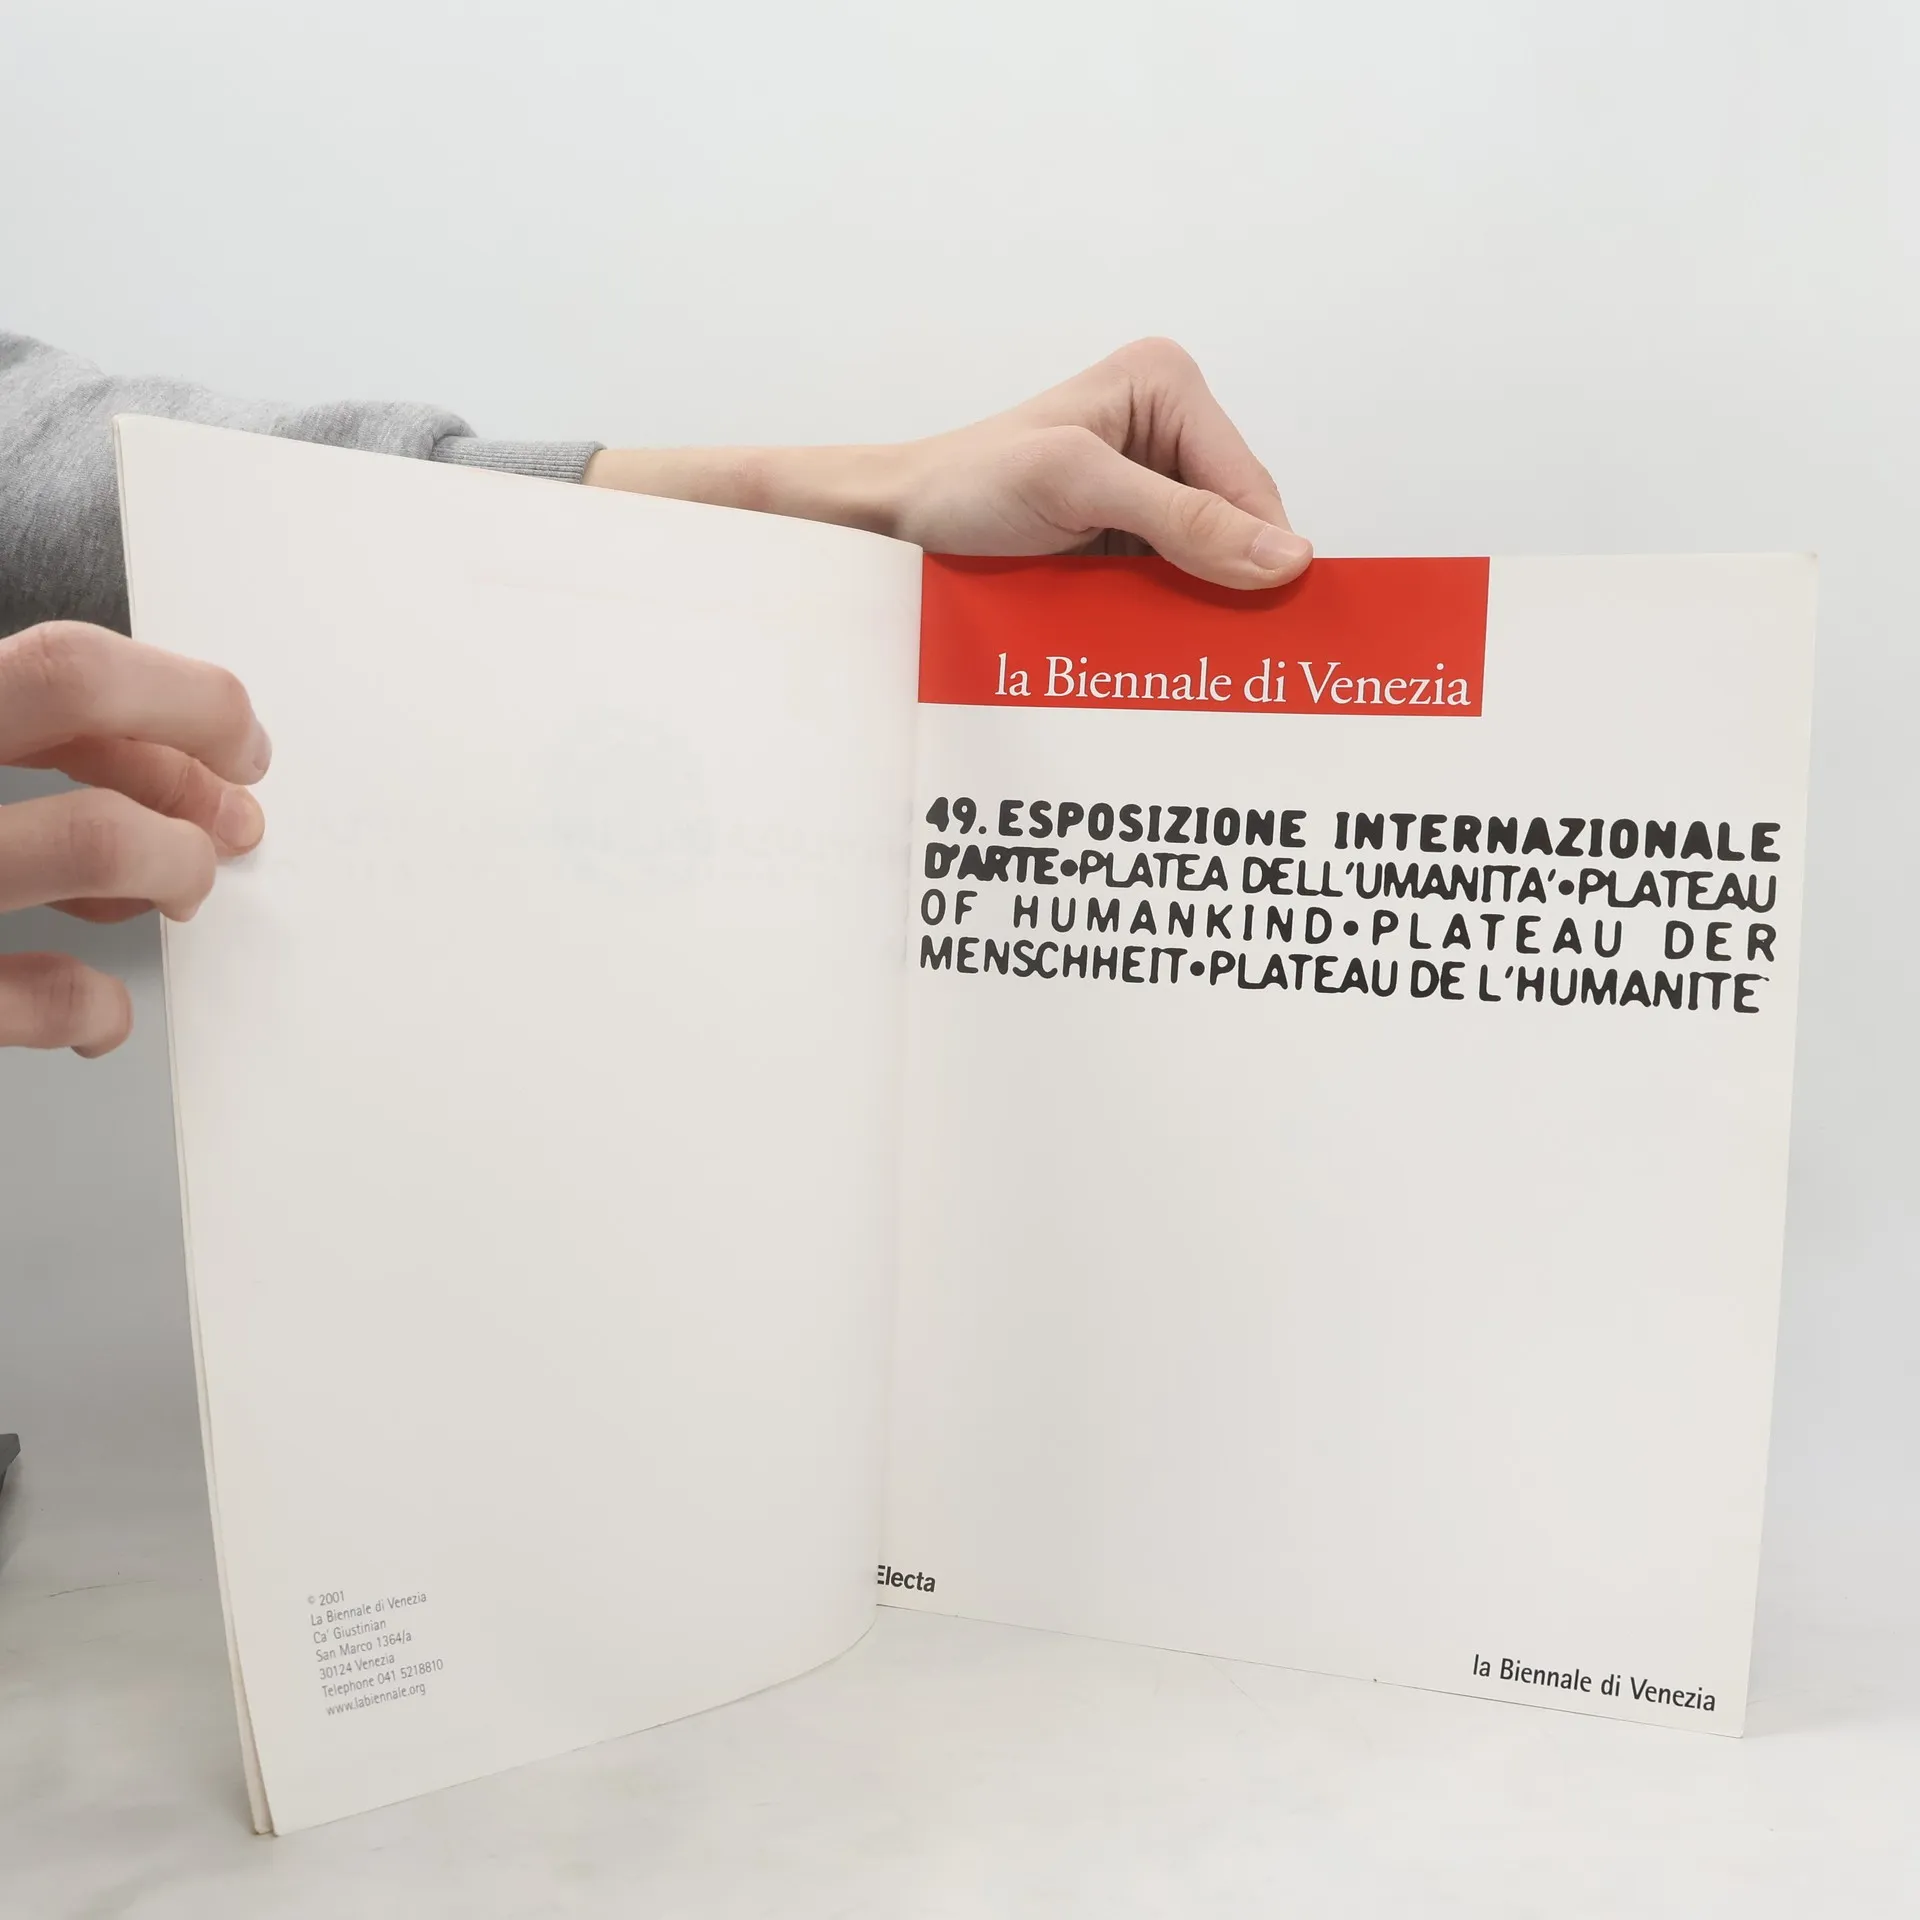 © 2001
La Biennale di Venezia
Ca' Giustinian
San Marco 1364/a
30124 Venezia
Telephone 041 5218810
www.labiennale.org
la Biennale di Venezia
49. ESPOSIZIONE INTERNAZIONALE
D'ARTE•PLATEA DELL'UMANITA'•PLATEAU
OF HUMANKIND•PLATEAU DER
MENSCHHEIT•PLATEAU DE L'HUMANITE`
Electa
la Biennale di Venezia